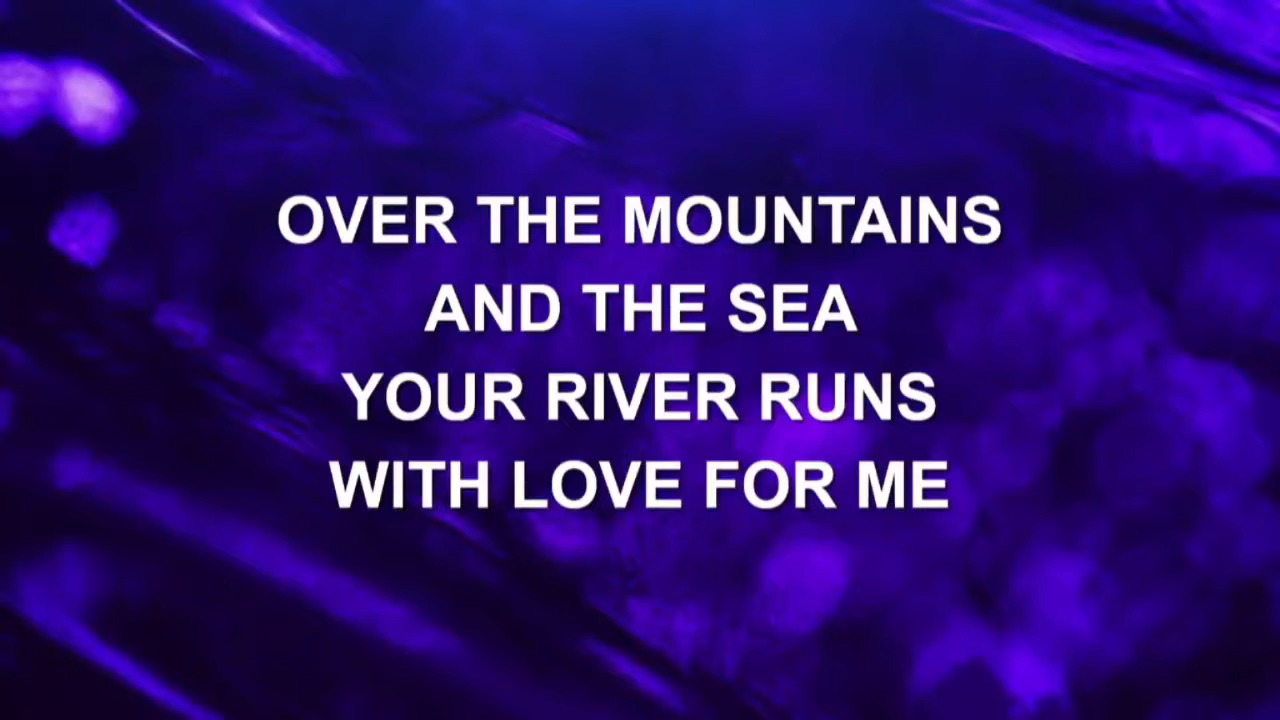 OVER THE MOUNTAINS
AND THE SEA
YOUR RIVER RUNS
WITH LOVE FOR ME